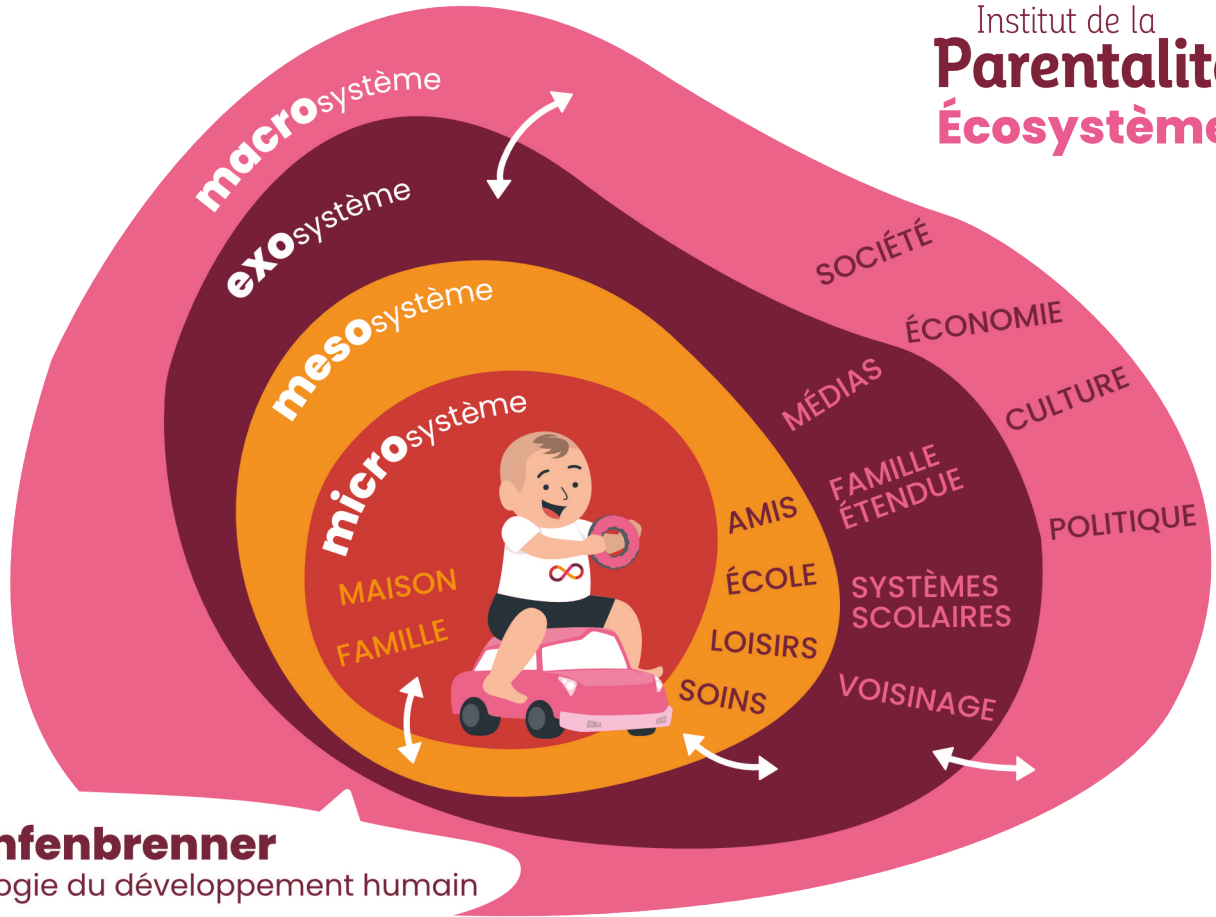 Institut de la
Parentalité
Écosystème
macrosystème
exosystème
mesosystème
microsystème
MAISON
FAMILLE
AMIS
ÉCOLE
LOISIRS
SOINS
MÉDIAS
FAMILLE
ÉTENDUE
SYSTÈMES
SCOLAIRES
VOISINAGE
SOCIÉTÉ
ÉCONOMIE
CULTURE
POLITIQUE
nfenbrenner
ogie du développement humain